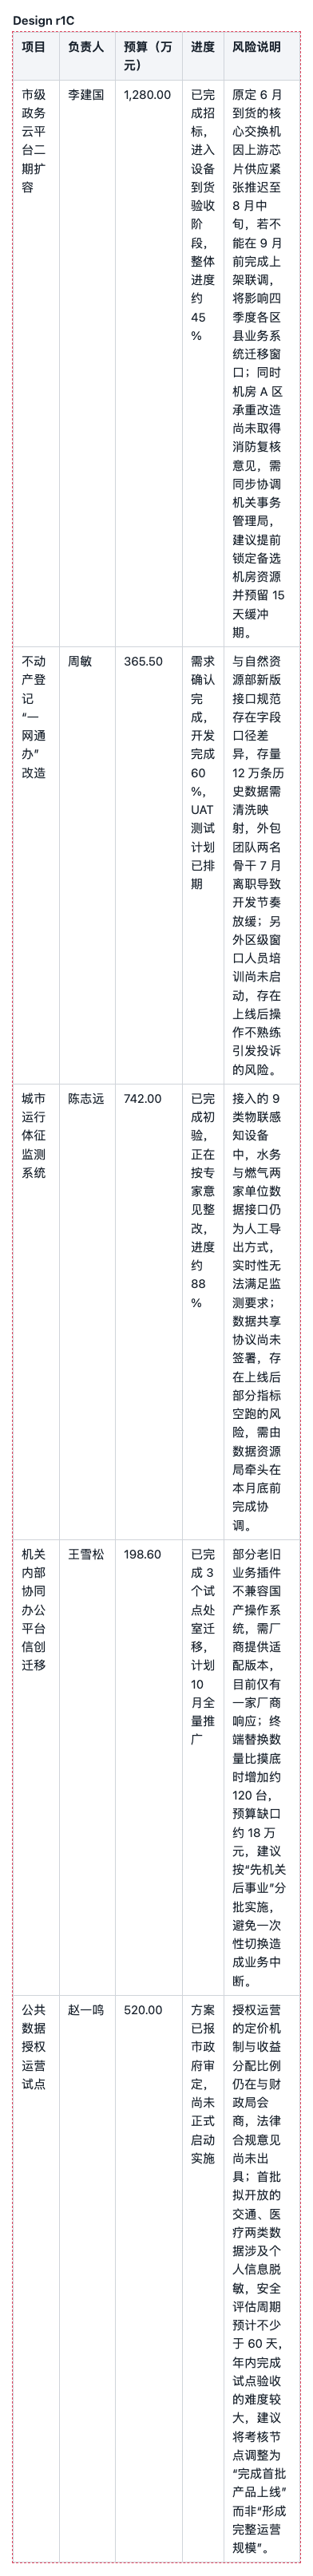 Design r1C
项目 负责人 预算（万 进度 风险说明
元）
市级 李建国 1,280.00 已完 原定 6 月
政务 成招 到货的核
云平 标， 心交换机
台二 进入 因上游芯
期扩 设备 片供应紧
容 到货 张推迟至
验收 8 月中
阶 旬，若不
段， 能在 9 月
整体 前完成上
进度 架联调，
约 将影响四
45 季度各区
% 县业务系
统迁移窗
口；同时
机房 A 区
承重改造
尚未取得
消防复核
意见，需
同步协调
机关事务
管理局，
建议提前
锁定备选
机房资源
并预留 15
天缓冲
期。
不动 周敏 365.50 需求 与自然资
产登 确认 源部新版
记 完 接口规范
“一 成， 存在字段
网通 开发 口径差
办” 完成 异，存量
改造 60 12 万条历
%， 史数据需
UAT 清洗映
测试 射，外包
计划 团队两名
已排 骨干 7 月
期 离职导致
开发节奏
放缓；另
外区级窗
口人员培
训尚未启
动，存在
上线后操
作不熟练
引发投诉
的风险。
城市 陈志远 742.00 已完 接入的 9
运行 成初 类物联感
体征 验， 知设备
监测 正在 中，水务
系统 按专 与燃气两
家意 家单位数
见整 据接口仍
改， 为人工导
进度 出方式，
约 实时性无
88 法满足监
% 测要求；
数据共享
协议尚未
签署，存
在上线后
部分指标
空跑的风
险，需由
数据资源
局牵头在
本月底前
完成协
调。
机关 王雪松 198.60 已完 部分老旧
内部 成 3 业务插件
协同 个试 不兼容国
办公 点处 产操作系
平台 室迁 统，需厂
信创 移， 商提供适
迁移 计划 配版本，
10 目前仅有
月全 一家厂商
量推 响应；终
广 端替换数
量比摸底
时增加约
120 台，
预算缺口
约 18 万
元，建议
按“先机关
后事业”分
批实施，
避免一次
性切换造
成业务中
断。
公共 赵一鸣 520.00 方案 授权运营
数据 已报 的定价机
授权 市政 制与收益
运营 府审 分配比例
试点 定， 仍在与财
尚未 政局会
正式 商，法律
启动 合规意见
实施 尚未出
具；首批
拟开放的
交通、医
疗两类数
据涉及个
人信息脱
敏，安全
评估周期
预计不少
于 60 天，
年内完成
试点验收
的难度较
大，建议
将考核节
点调整为
“完成首批
产品上线”
而非“形成
完整运营
规模”。